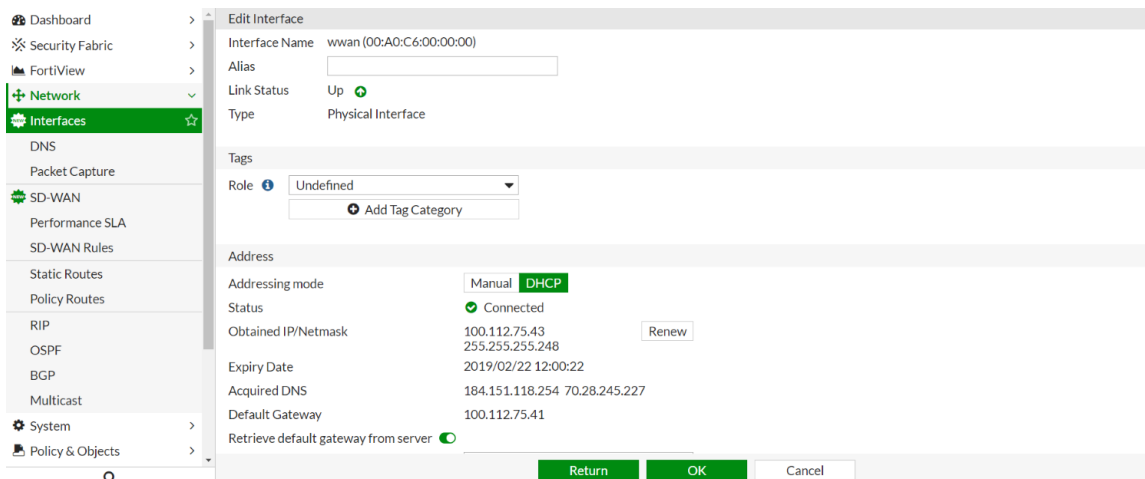 Dashboard
Security Fabric
FortiView
Network
Interfaces
DNS
Packet Capture
SD-WAN
Performance SLA
SD-WAN Rules
Static Routes
Policy Routes
RIP
OSPF
BGP
Multicast
System
Policy & Objects
Edit Interface
Interface Name wwan (00:A0:C6:00:00:00)
Alias
Link Status Up
Type Physical Interface
Tags
Role Undefined
Add Tag Category
Address
Addressing mode Manual DHCP
Status Connected
Obtained IP/Netmask 100.112.75.43 Renew
255.255.255.248
Expiry Date 2019/02/22 12:00:22
Acquired DNS 184.151.118.254 70.28.245.227
Default Gateway 100.112.75.41
Retrieve default gateway from server
Return OK Cancel